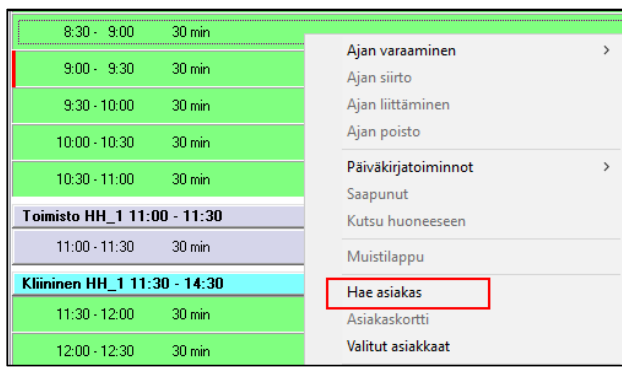 8:30 - 9:00 30 min
9:00 - 9:30 30 min
9:30 - 10:00 30 min
10:00 - 10:30 30 min
10:30 - 11:00 30 min
Toimisto HH_1 11:00 - 11:30
11:00 - 11:30 30 min
Kliininen HH_1 11:30 - 14:30
11:30 - 12:00 30 min
12:00 - 12:30 30 min
Ajan varaaminen
Ajan siirto
Ajan liittäminen
Ajan poisto
Päiväkirjatoiminnot
Saapunut
Kutsu huoneeseen
Muistilappu
Hae asiakas
Asiakaskortti
Valitut asiakkaat